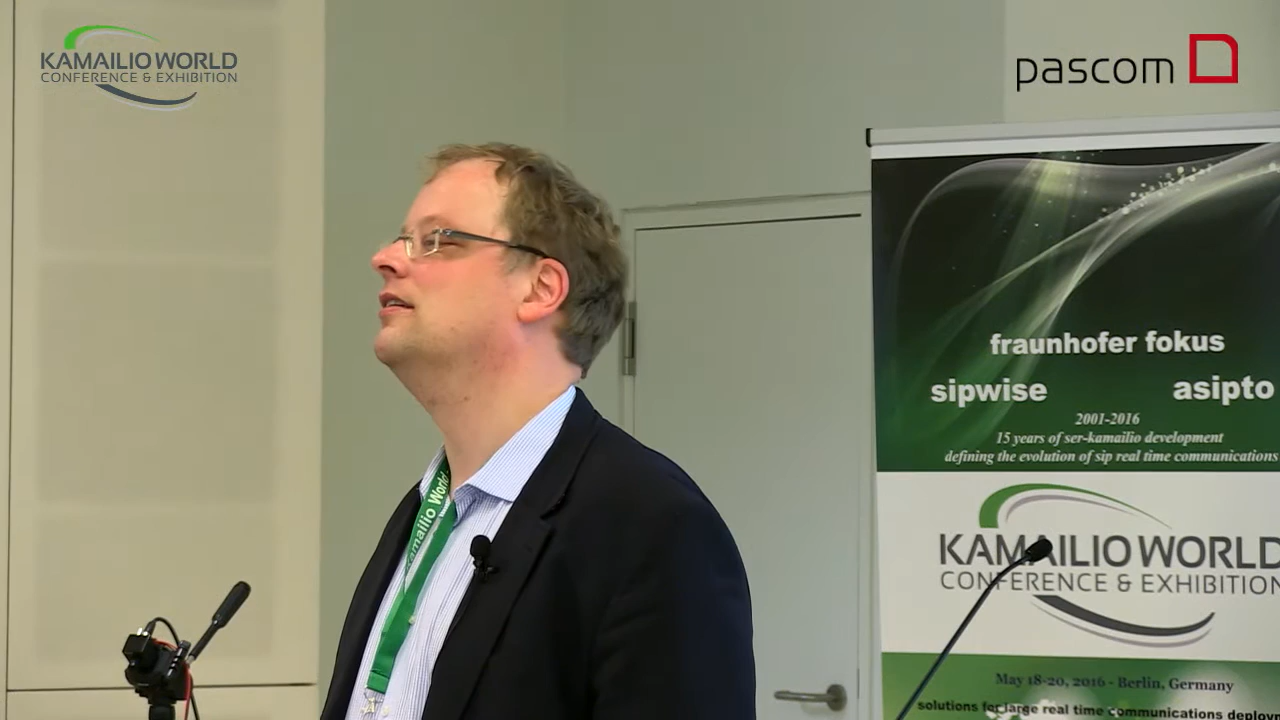 KAMAILIO WORLD
CONFERENCE & EXHIBITION
pascom
fraunhofer fokus
sipwise asipto
2001-2016
15 years of ser-kamailio development
defining the evolution of sip real time communications
KAMAILIO WORLD
CONFERENCE & EXHIBITION
May 18-20, 2016 - Berlin, Germany
solutions for large real time communications deploy
Kamailio World